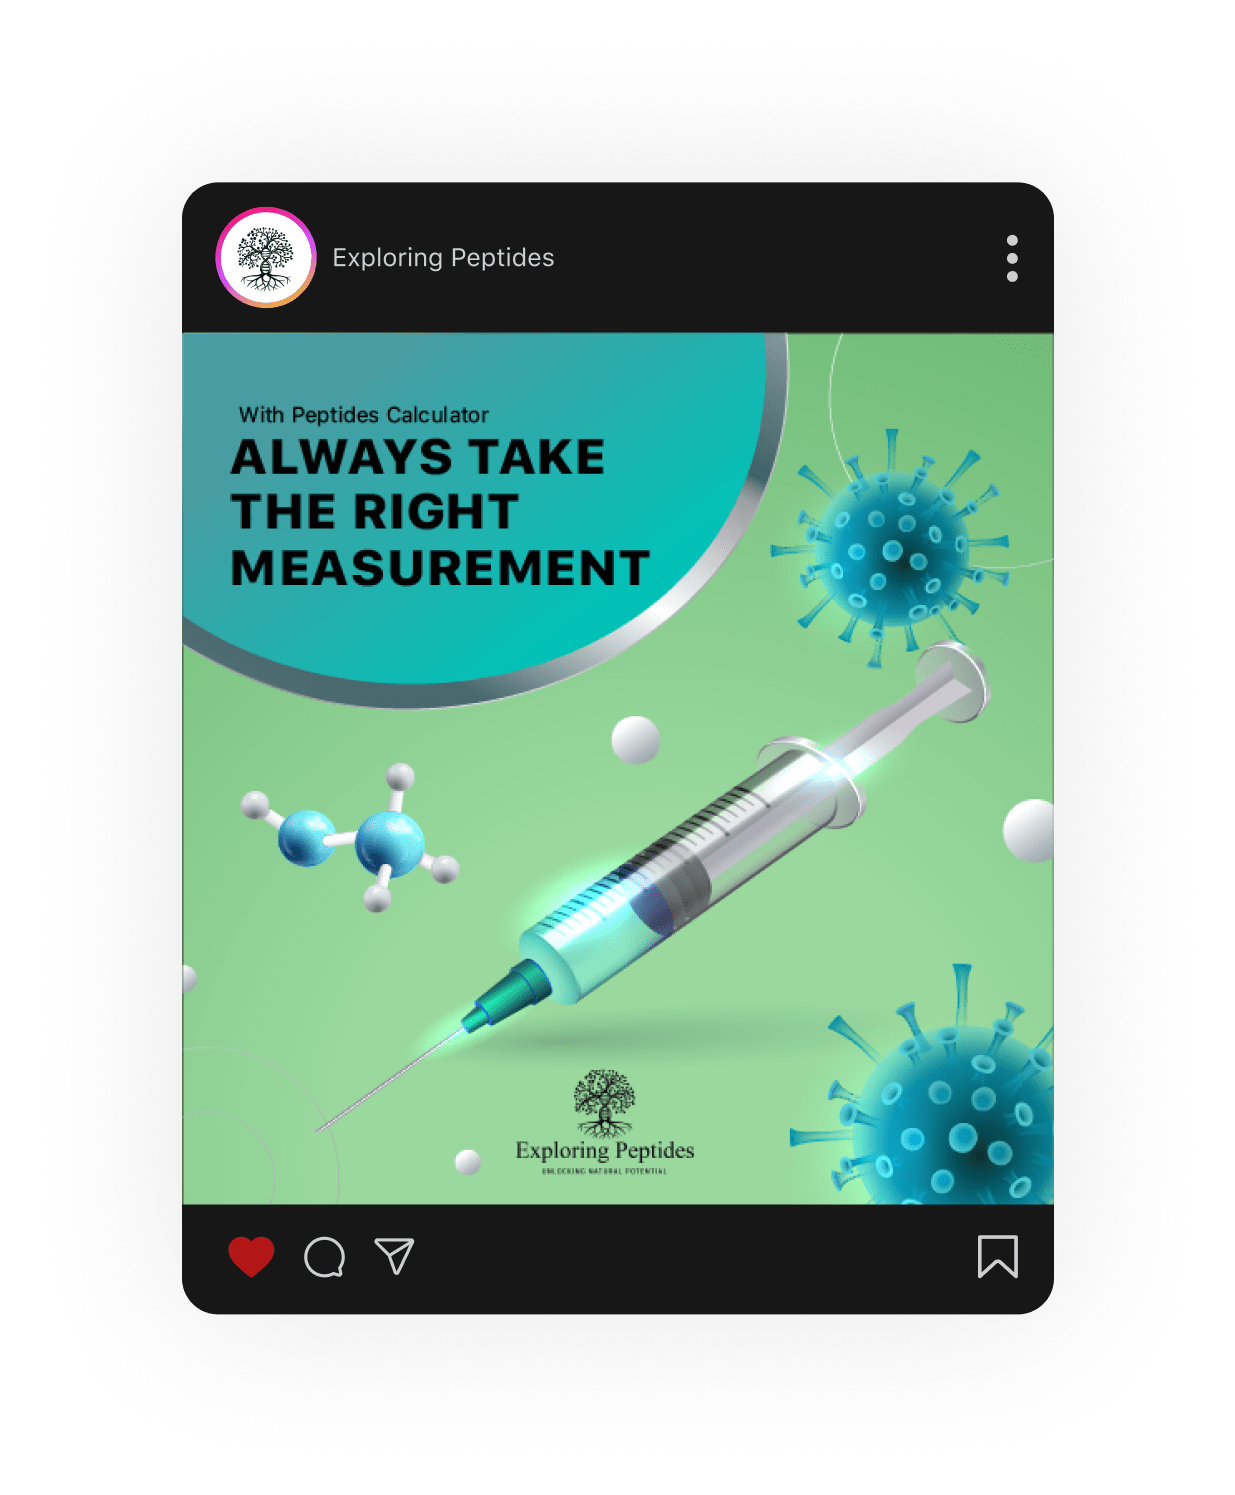 Exploring Peptides
With Peptides Calculator
ALWAYS TAKE
THE RIGHT
MEASUREMENT
Exploring Peptides
UNLOCKING NATURAL POTENTIAL